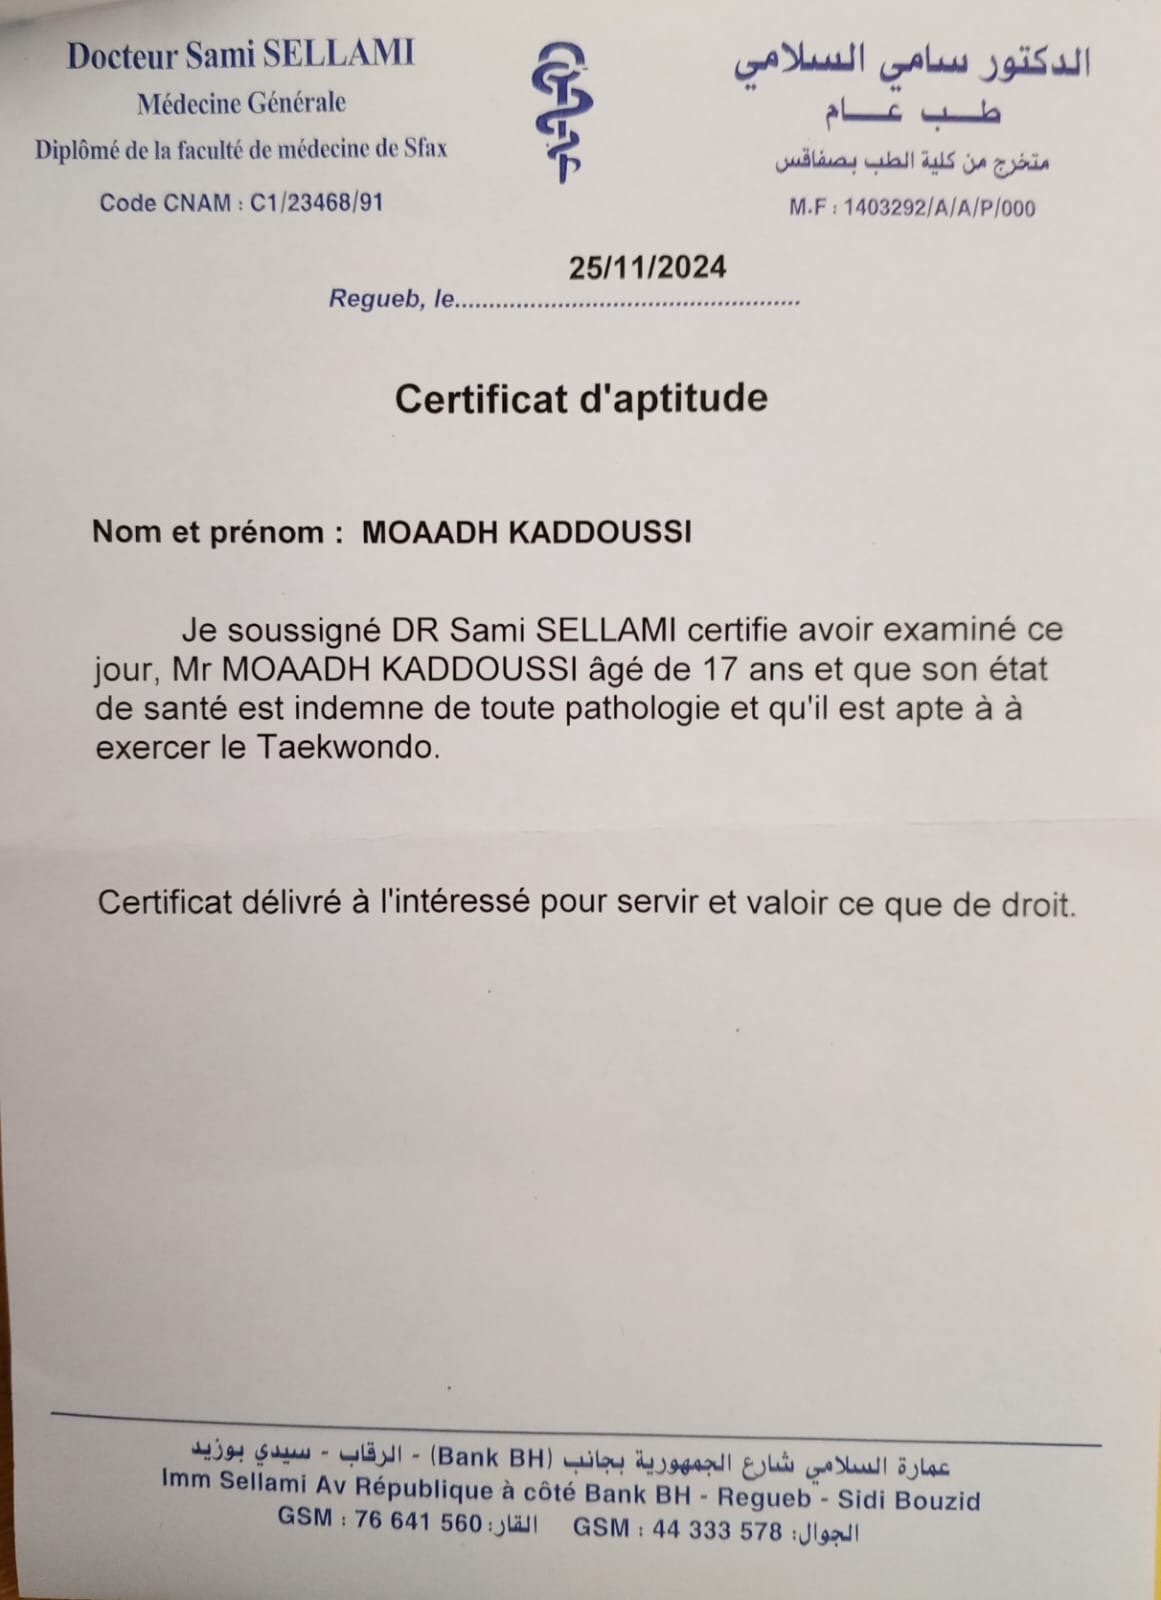 Docteur Sami SELLAMI
Médecine Générale
Diplômé de la faculté de médecine de Sfax
Code CNAM : C1/23468/91
الدكتور سامي السلامي
طب عام
متخرج من كلية الطب بصفاقس
M.F : 1403292/A/A/P/000
25/11/2024
Regueb, le..................................................
Certificat d'aptitude
Nom et prénom : MOAADH KADDOUSSI
Je soussigné DR Sami SELLAMI certifie avoir examiné ce
jour, Mr MOAADH KADDOUSSI âgé de 17 ans et que son état
de santé est indemne de toute pathologie et qu'il est apte à à
exercer le Taekwondo.
Certificat délivré à l'intéressé pour servir et valoir ce que de droit.
عمارة السلامي شارع الجمهورية بجانب (Bank BH) - الرقاب - سيدي بوزيد
Imm Sellami Av République à côté Bank BH - Regueb - Sidi Bouzid
GSM : 76 641 560 :القار GSM : 44 333 578 :الجوال